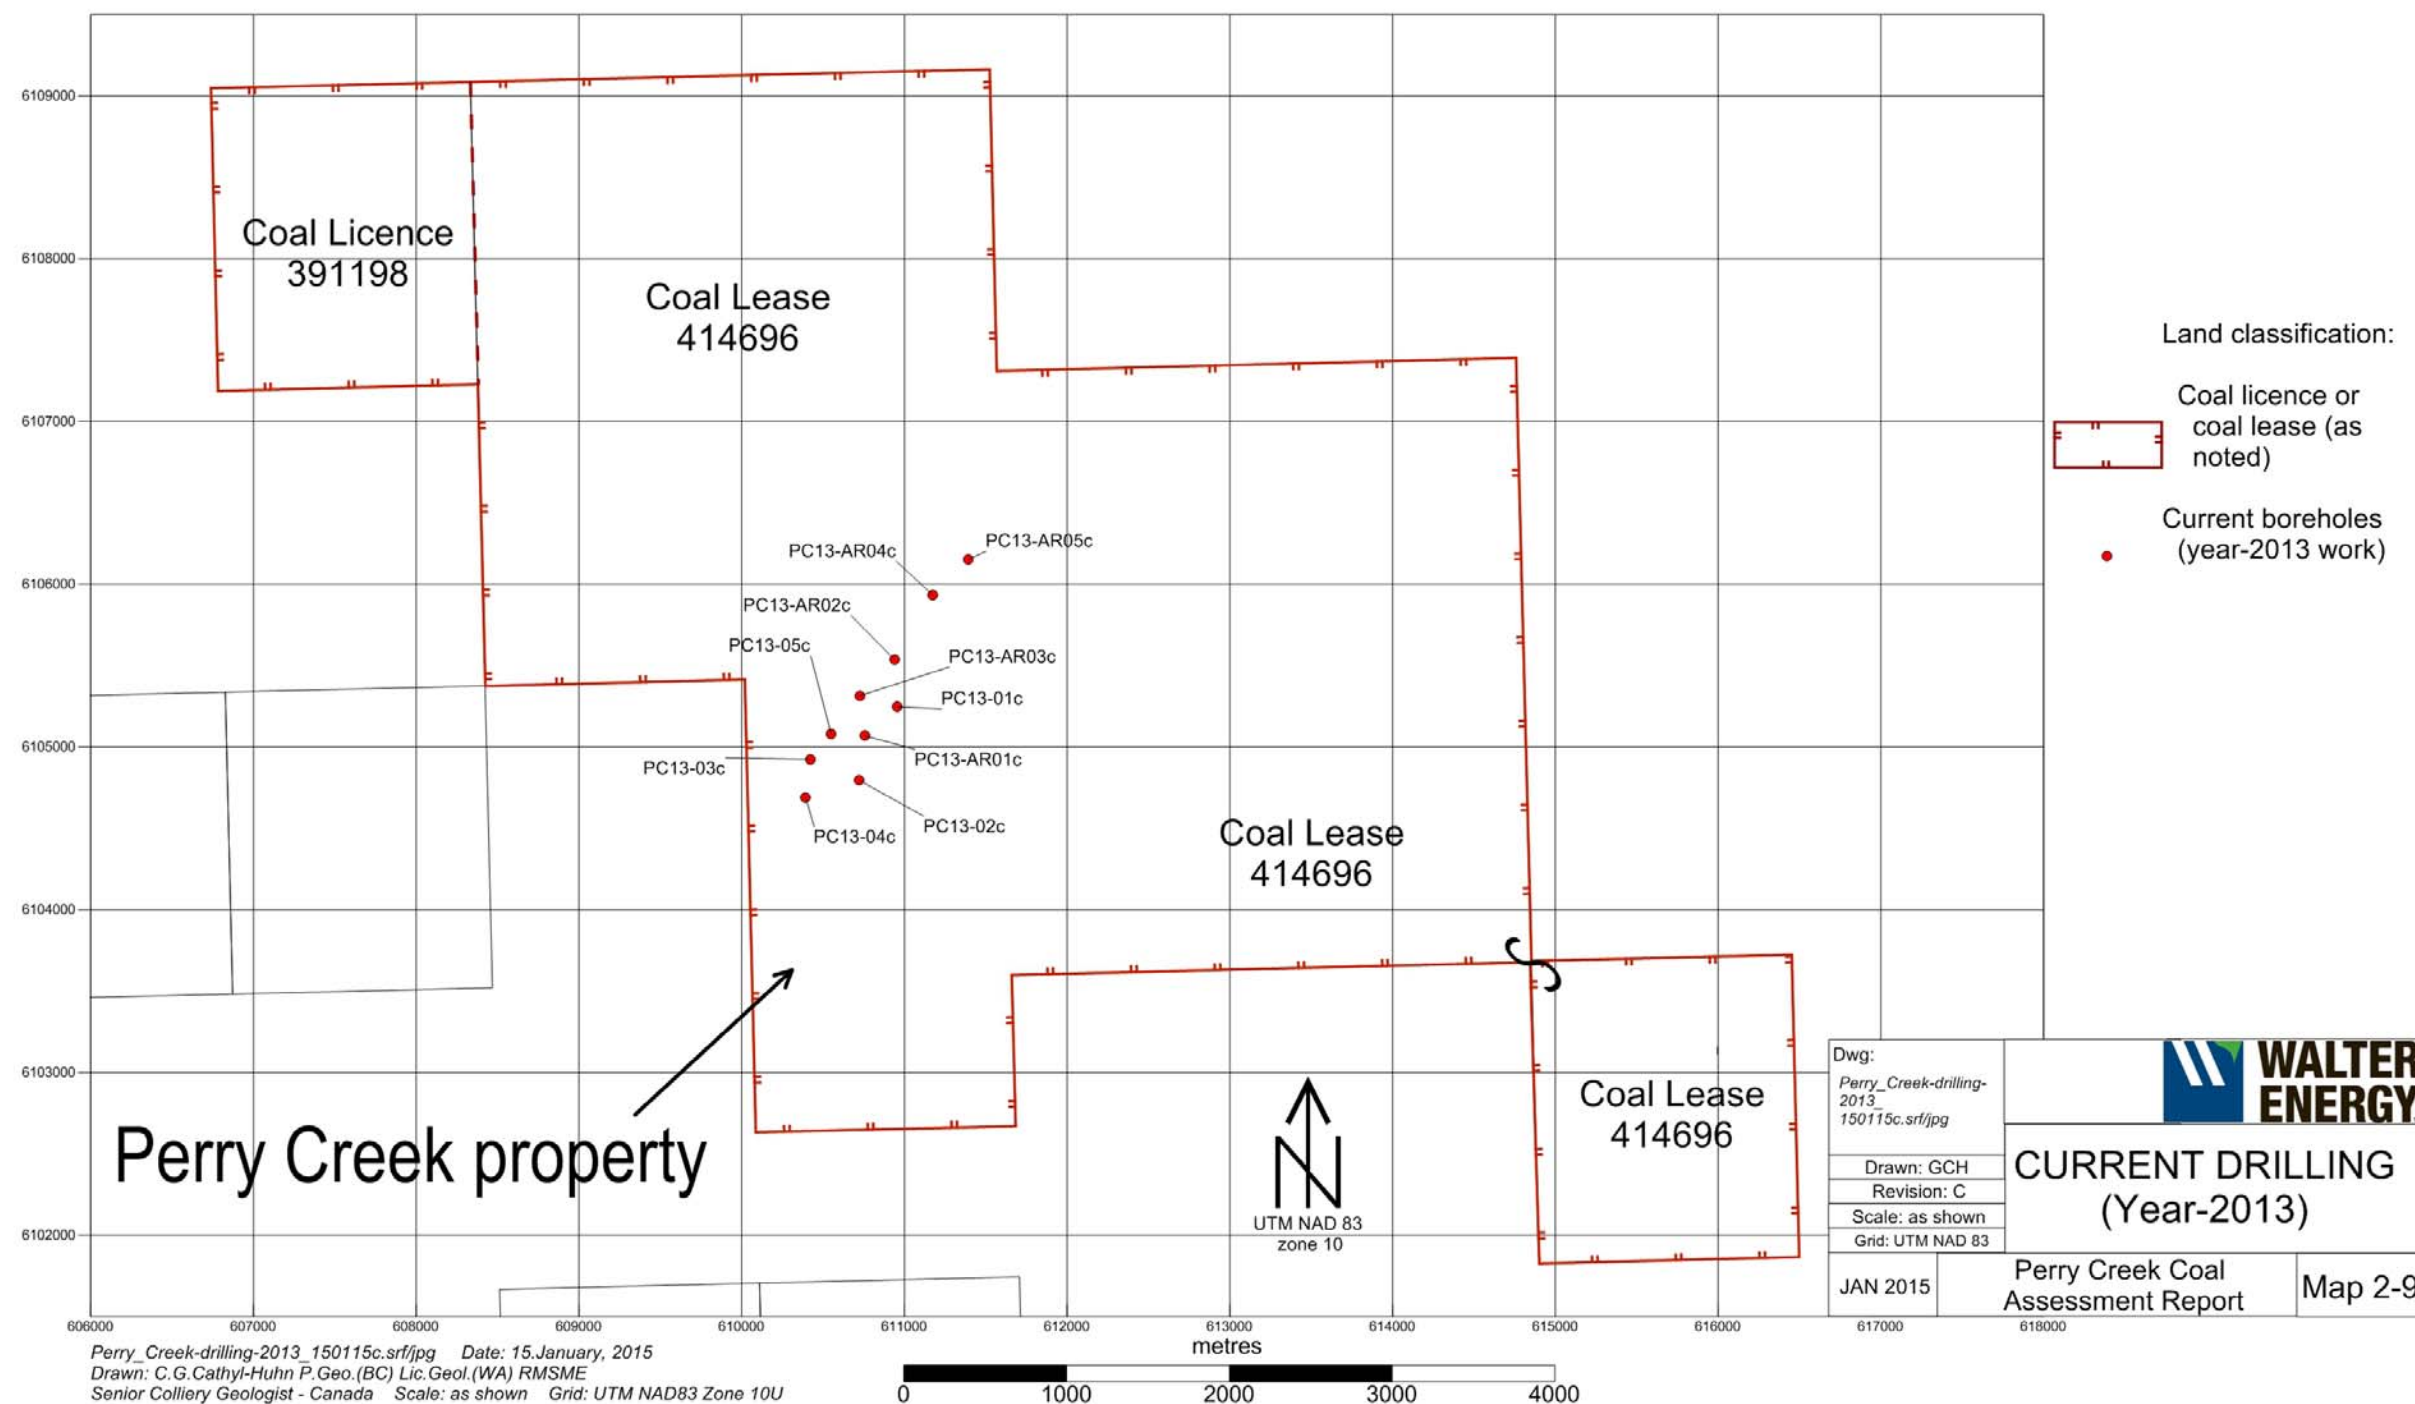 6109000
6108000
6107000
6106000
6105000
6104000
6103000
6102000
Coal Licence
391198
Coal Lease
414696
PC13-AR04c
PC13-AR05c
PC13-AR02c
PC13-05c
PC13-AR03c
PC13-01c
PC13-03c
PC13-AR01c
PC13-04c
PC13-02c
Coal Lease
414696
Coal Lease
414696
Perry Creek property
N
UTM NAD 83
zone 10
Land classification:
Coal licence or
coal lease (as
noted)
Current boreholes
(year-2013 work)
Dwg:
Perry_Creek-drilling-
2013_
150115c.srf/jpg
Drawn: GCH
Revision: C
Scale: as shown
Grid: UTM NAD 83
JAN 2015
WALTER
ENERGY
CURRENT DRILLING
(Year-2013)
Perry Creek Coal
Assessment Report
Map 2-9
606000 607000 608000 609000 610000 611000 612000 613000 614000 615000 616000 617000 618000
metres
0 1000 2000 3000 4000
Perry_Creek-drilling-2013_150115c.srf/jpg Date: 15.January, 2015
Drawn: C.G.Cathyl-Huhn P.Geo.(BC) Lic.Geol.(WA) RMSME
Senior Colliery Geologist - Canada Scale: as shown Grid: UTM NAD83 Zone 10U